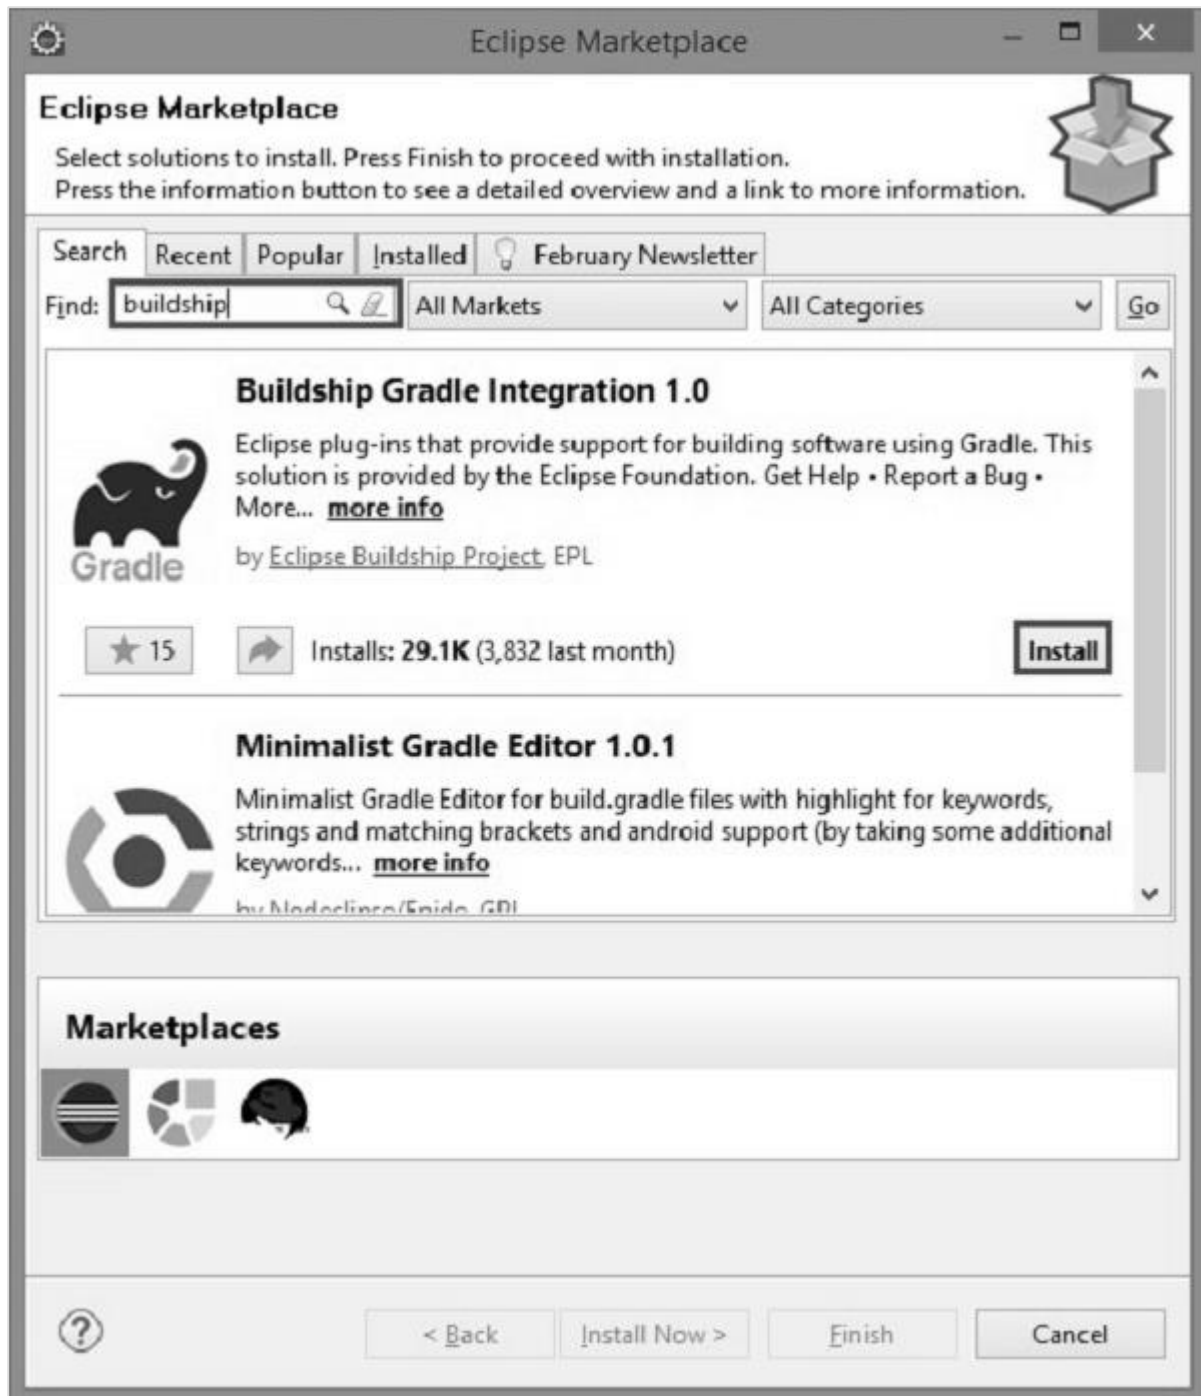 Eclipse Marketplace
Eclipse Marketplace
Select solutions to install. Press Finish to proceed with installation.
Press the information button to see a detailed overview and a link to more information.
Search Recent Popular Installed February Newsletter
Find: buildship All Markets All Categories Go
Buildship Gradle Integration 1.0
Eclipse plug-ins that provide support for building software using Gradle. This
solution is provided by the Eclipse Foundation. Get Help • Report a Bug •
More... more info
Gradle
by Eclipse Buildship Project, EPL
15 Installs: 29.1K (3,832 last month) Install
Minimalist Gradle Editor 1.0.1
Minimalist Gradle Editor for build.gradle files with highlight for keywords,
strings and matching brackets and android support (by taking some additional
keywords... more info
by Nodeclipse/Enide, GPL
Marketplaces
? < Back Install Now > Finish Cancel